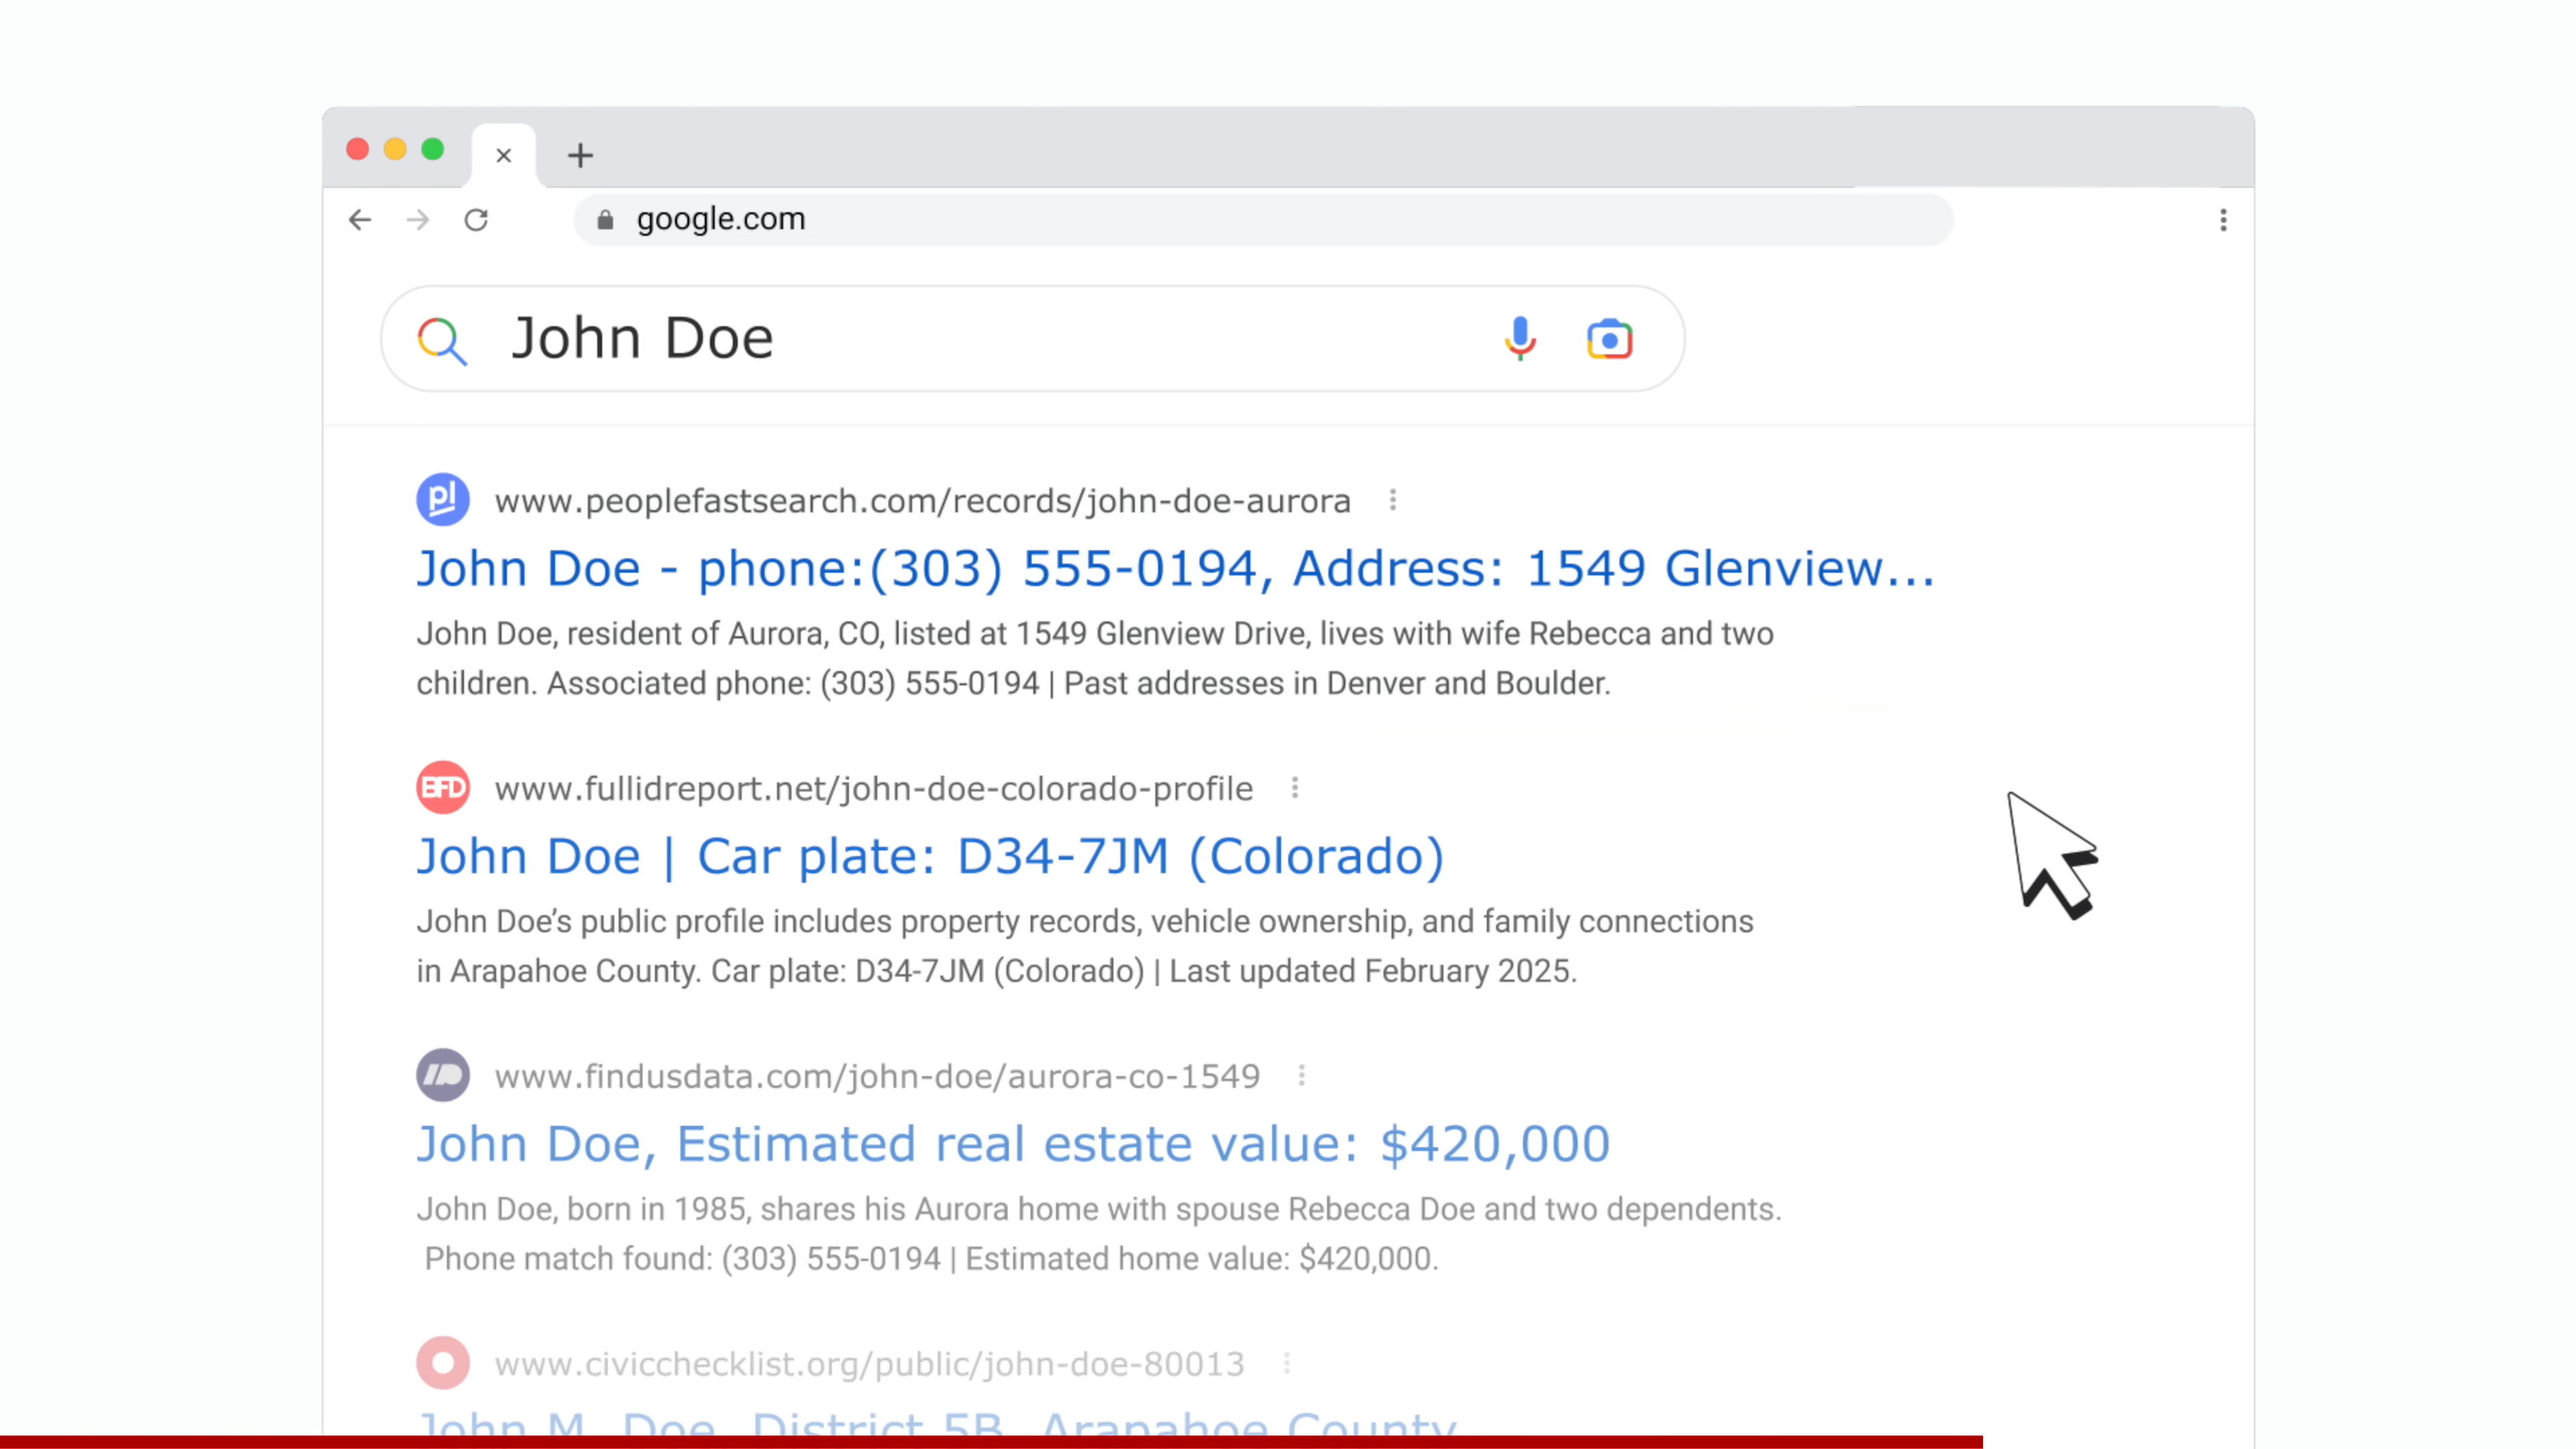 google.com
John Doe
pl www.peoplefastsearch.com/records/john-doe-aurora
John Doe - phone:(303) 555-0194, Address: 1549 Glenview...
John Doe, resident of Aurora, CO, listed at 1549 Glenview Drive, lives with wife Rebecca and two
children. Associated phone: (303) 555-0194 | Past addresses in Denver and Boulder.
EFD www.fullidreport.net/john-doe-colorado-profile
John Doe | Car plate: D34-7JM (Colorado)
John Doe’s public profile includes property records, vehicle ownership, and family connections
in Arapahoe County. Car plate: D34-7JM (Colorado) | Last updated February 2025.
www.findusdata.com/john-doe/aurora-co-1549
John Doe, Estimated real estate value: $420,000
John Doe, born in 1985, shares his Aurora home with spouse Rebecca Doe and two dependents.
Phone match found: (303) 555-0194 | Estimated home value: $420,000.
www.civicchecklist.org/public/john-doe-80013
John M. Doe, District 5B, Arapahoe County